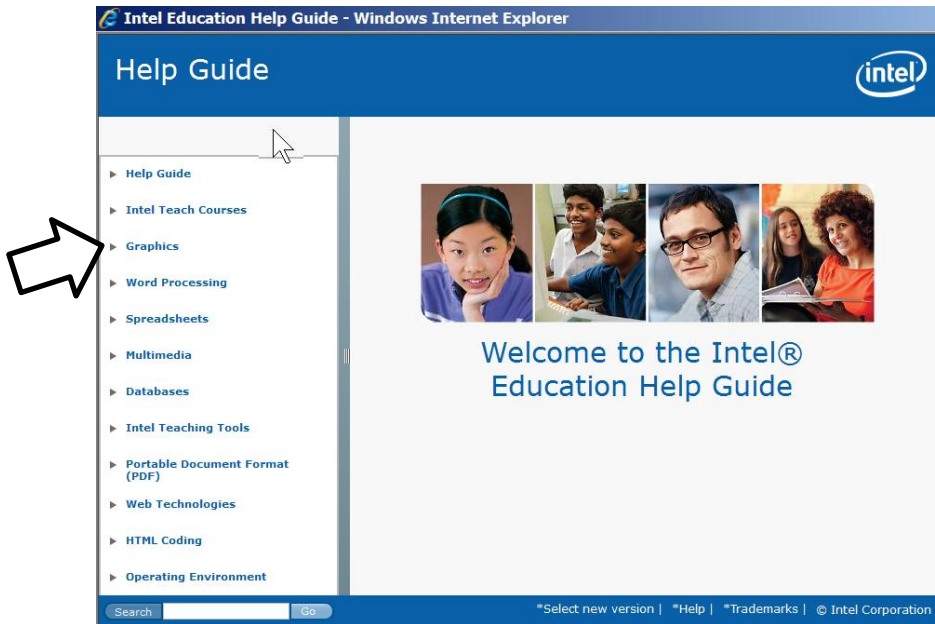 Intel Education Help Guide - Windows Internet Explorer
Help Guide
intel
Help Guide
Intel Teach Courses
Graphics
Word Processing
Spreadsheets
Multimedia
Databases
Intel Teaching Tools
Portable Document Format
(PDF)
Web Technologies
HTML Coding
Operating Environment
Welcome to the Intel®
Education Help Guide
Search Go
*Select new version | *Help | *Trademarks | © Intel Corporation